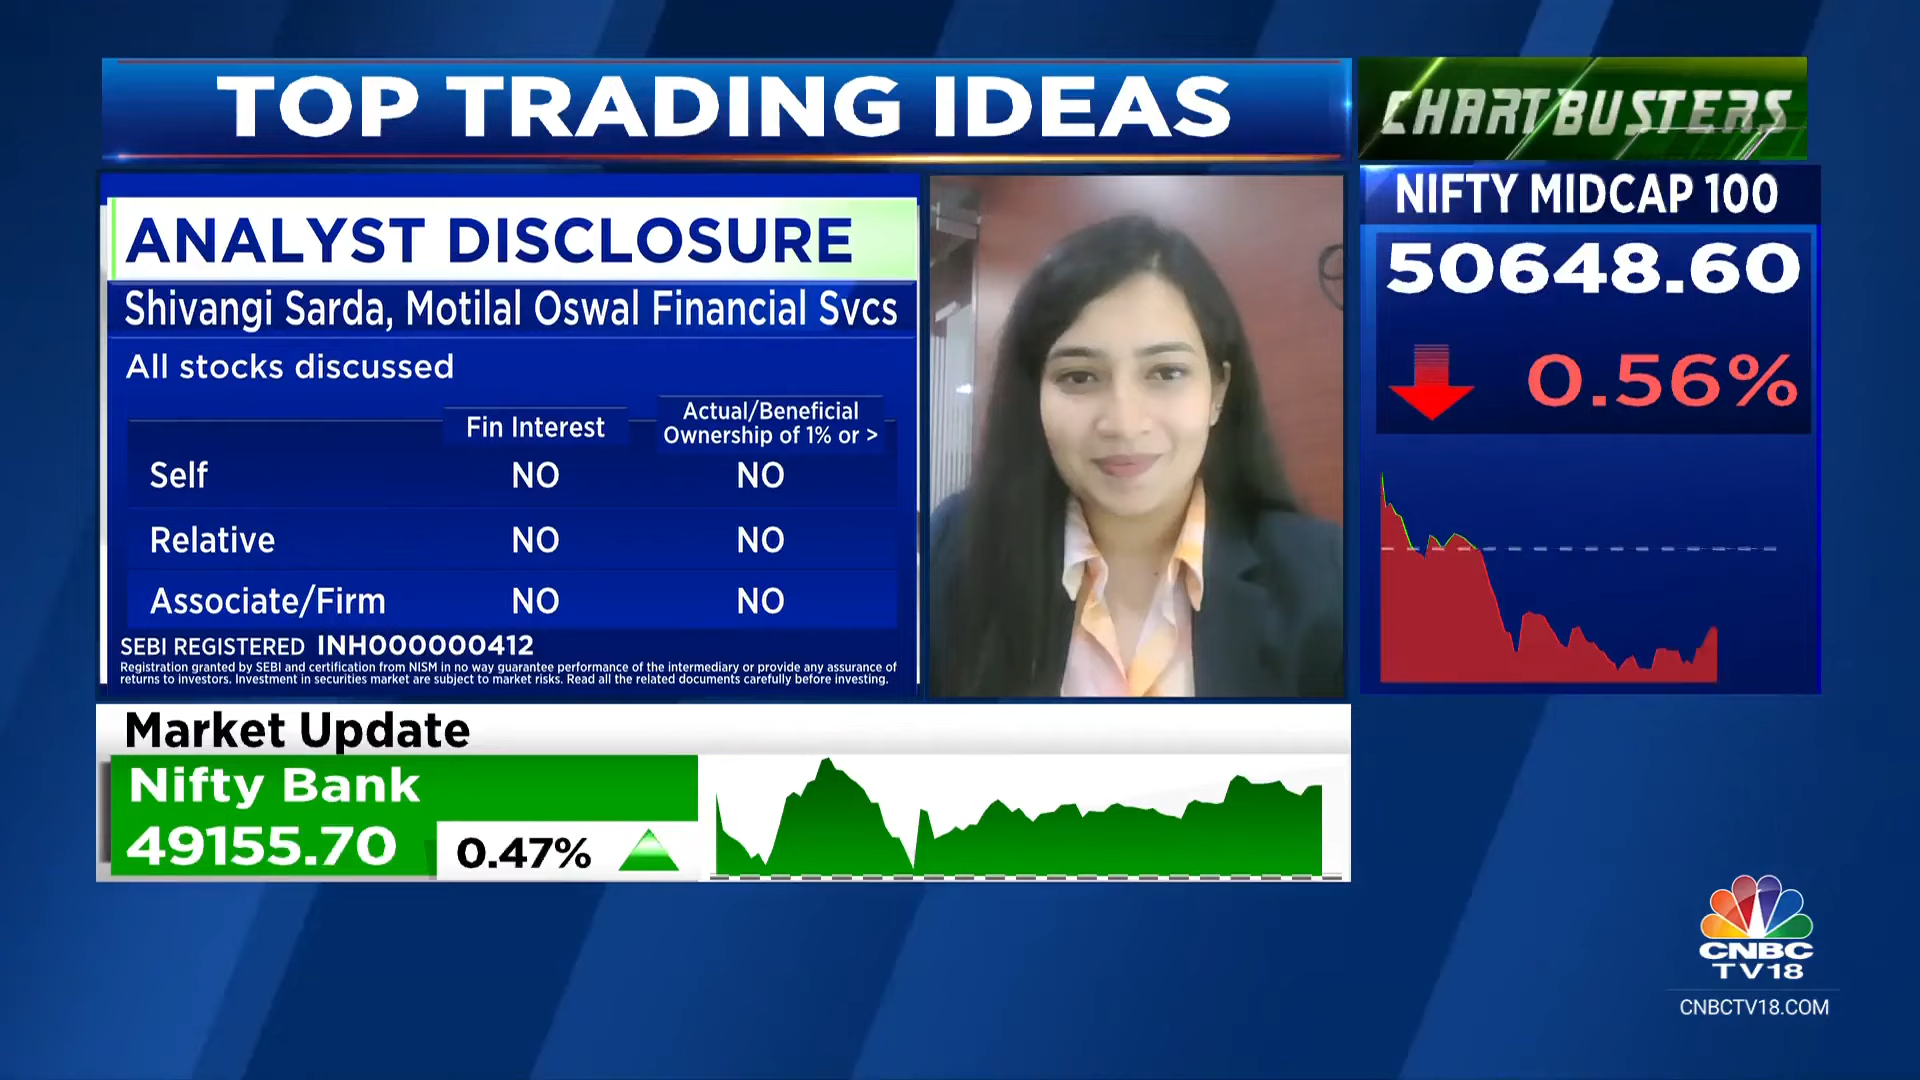 TOP TRADING IDEAS
CHARTBUSTERS
ANALYST DISCLOSURE
Shivangi Sarda, Motilal Oswal Financial Svcs
All stocks discussed
Fin Interest
Actual/Beneficial
Ownership of 1% or >
Self NO NO
Relative NO NO
Associate/Firm NO NO
SEBI REGISTERED INH000000412
Registration granted by SEBI and certification from NISM in no way guarantee performance of the intermediary or provide any assurance of
returns to investors. Investment in securities market are subject to market risks. Read all the related documents carefully before investing.
NIFTY MIDCAP 100
50648.60
0.56%
Market Update
Nifty Bank
49155.70
0.47%
CNBC
TV18
CNBCTV18.COM